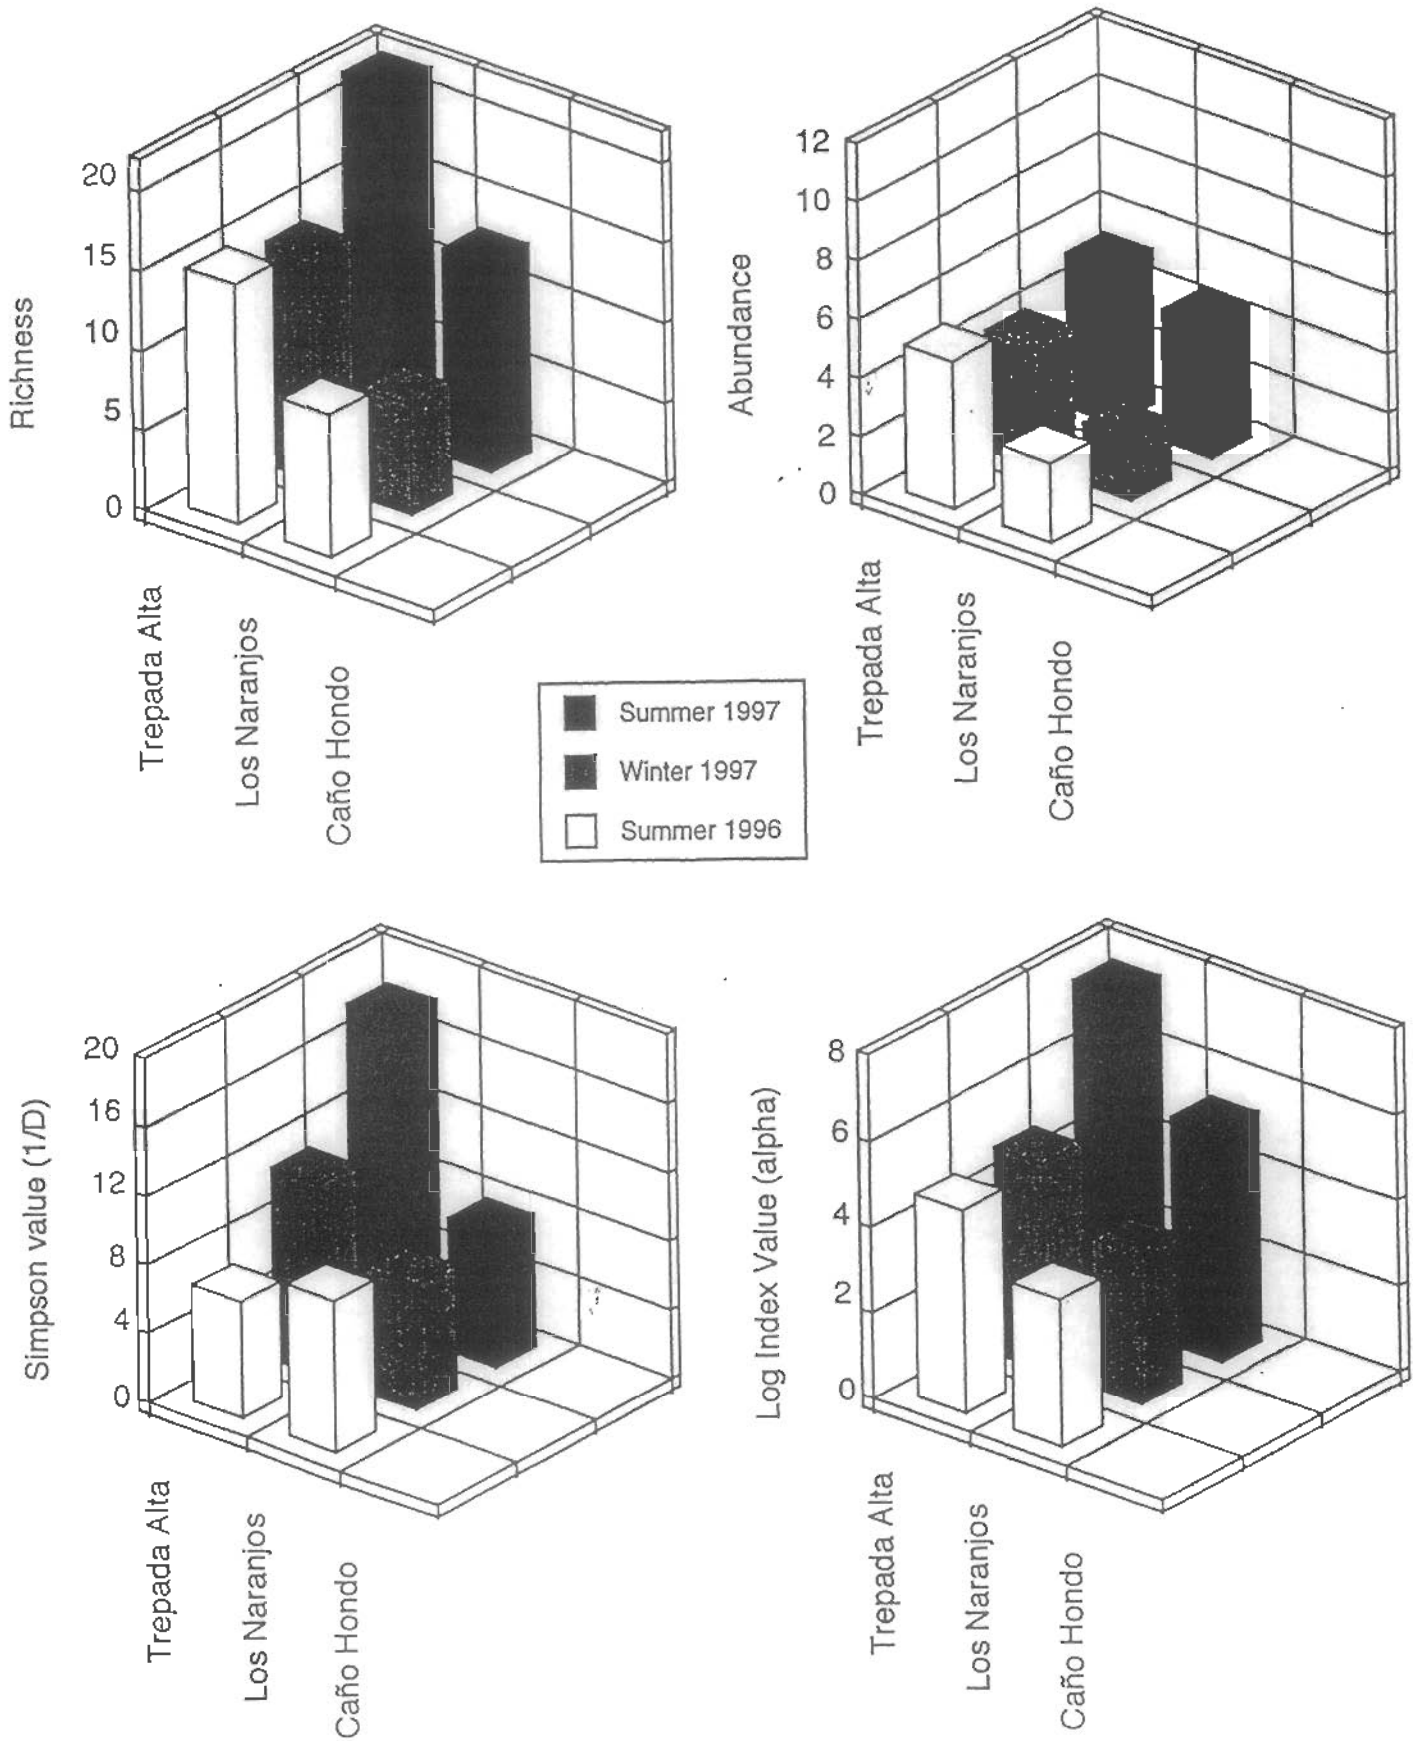 Richness
20
15
10
5
0
Trepada Alta
Los Naranjos
Caño Hondo
Abundance
12
10
8
6
4
2
0
Trepada Alta
Los Naranjos
Caño Hondo
Summer 1997
Winter 1997
Summer 1996
Simpson value (1/D)
20
16
12
8
4
0
Trepada Alta
Los Naranjos
Caño Hondo
Log Index Value (alpha)
8
6
4
2
0
Trepada Alta
Los Naranjos
Caño Hondo